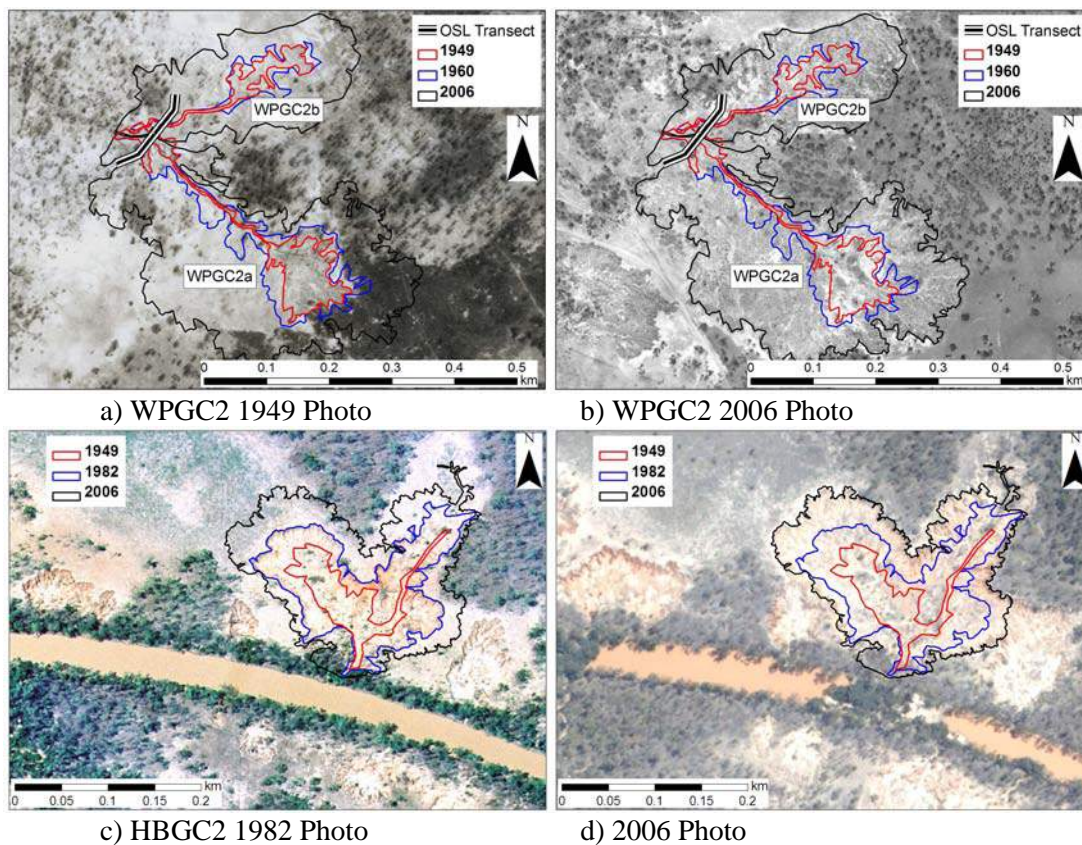 OSL Transect
1949
1960
2006
WPGC2b
N
WPGC2a
0 0.1 0.2 0.3 0.4 0.5
km
OSL Transect
1949
1960
2006
WPGC2b
N
WPGC2a
0 0.1 0.2 0.3 0.4 0.5
km
a) WPGC2 1949 Photo
b) WPGC2 2006 Photo
1949
1982
2006
N
km
0 0.05 0.1 0.15 0.2
1949
1982
2006
N
km
0 0.05 0.1 0.15 0.2
c) HBGC2 1982 Photo
d) 2006 Photo